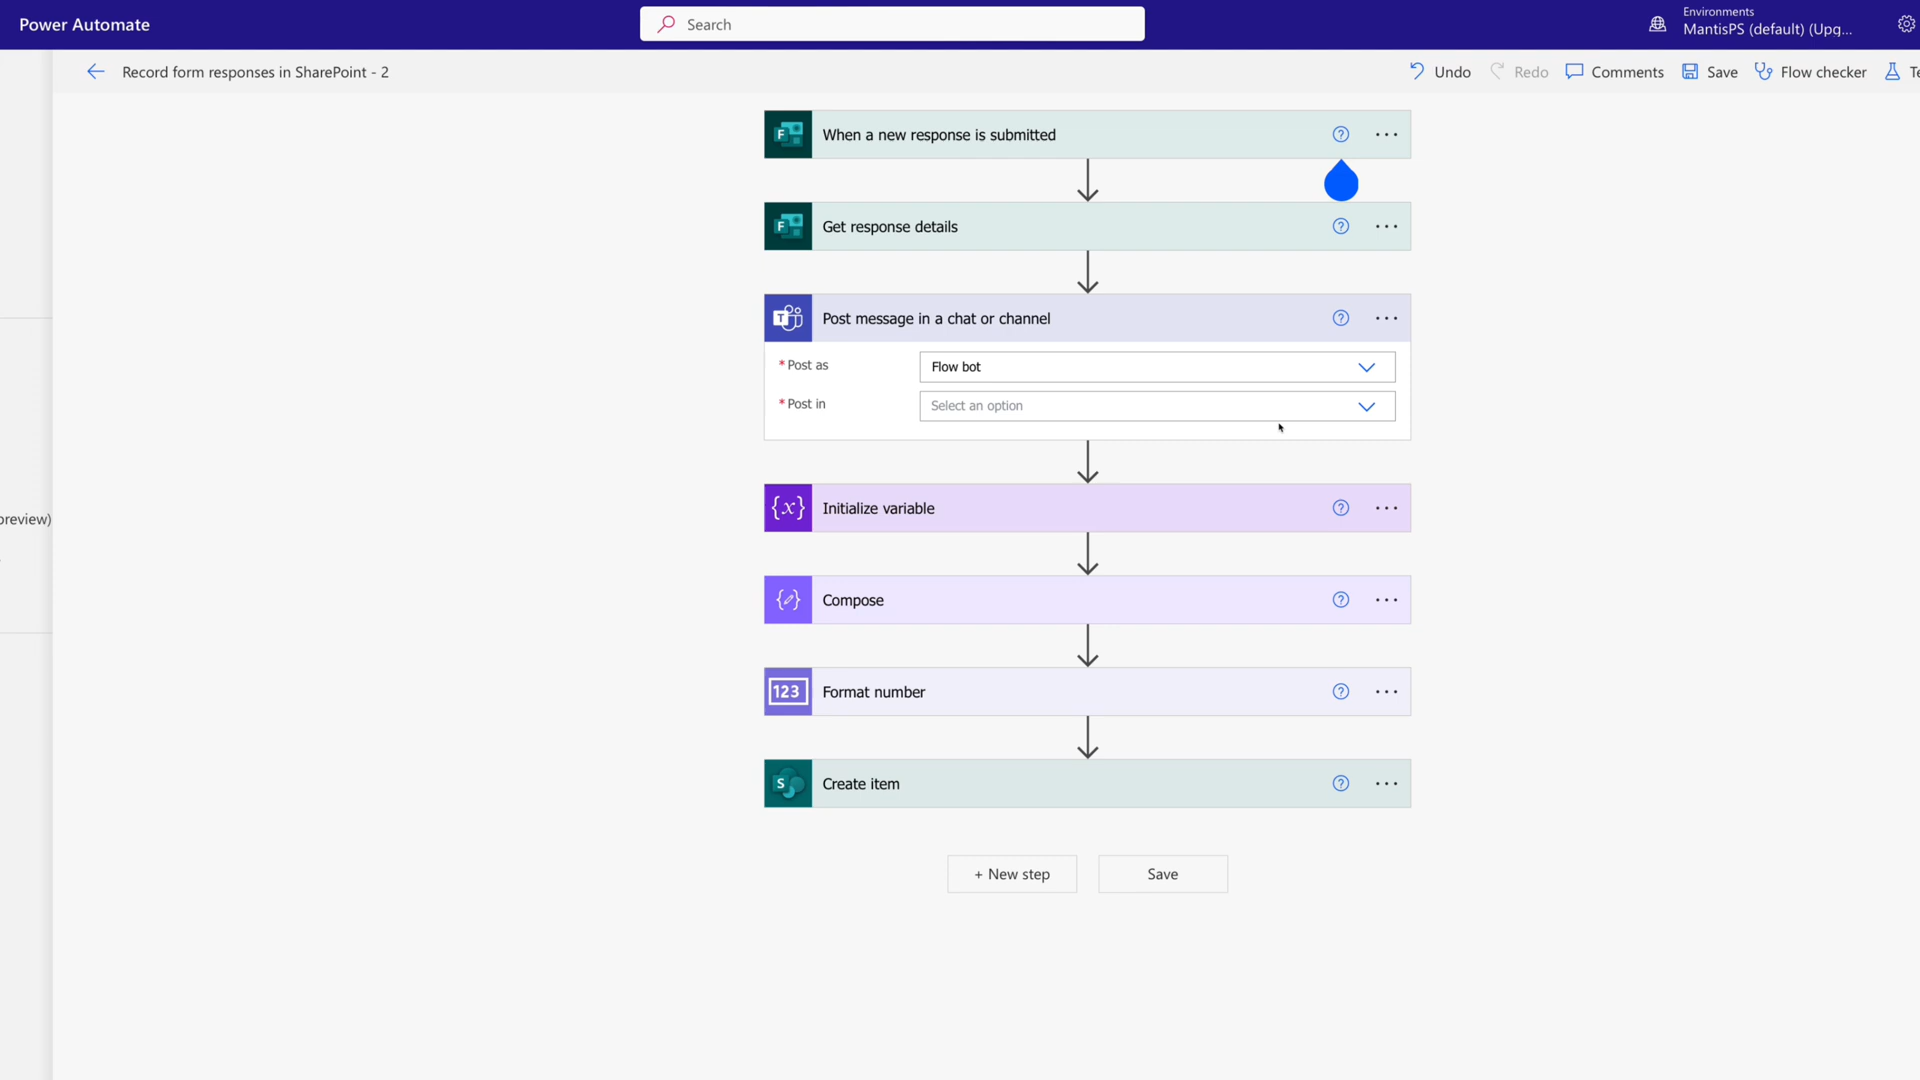 Power Automate
Search
Environments
MantisPS (default) (Upg...
Record form responses in SharePoint - 2
Undo
Redo
Comments
Save
Flow checker
Te
F
When a new response is submitted
F
Get response details
T
Post message in a chat or channel
* Post as
Flow bot
* Post in
Select an option
preview)
{x}
Initialize variable
Compose
123
Format number
S
Create item
+ New step
Save